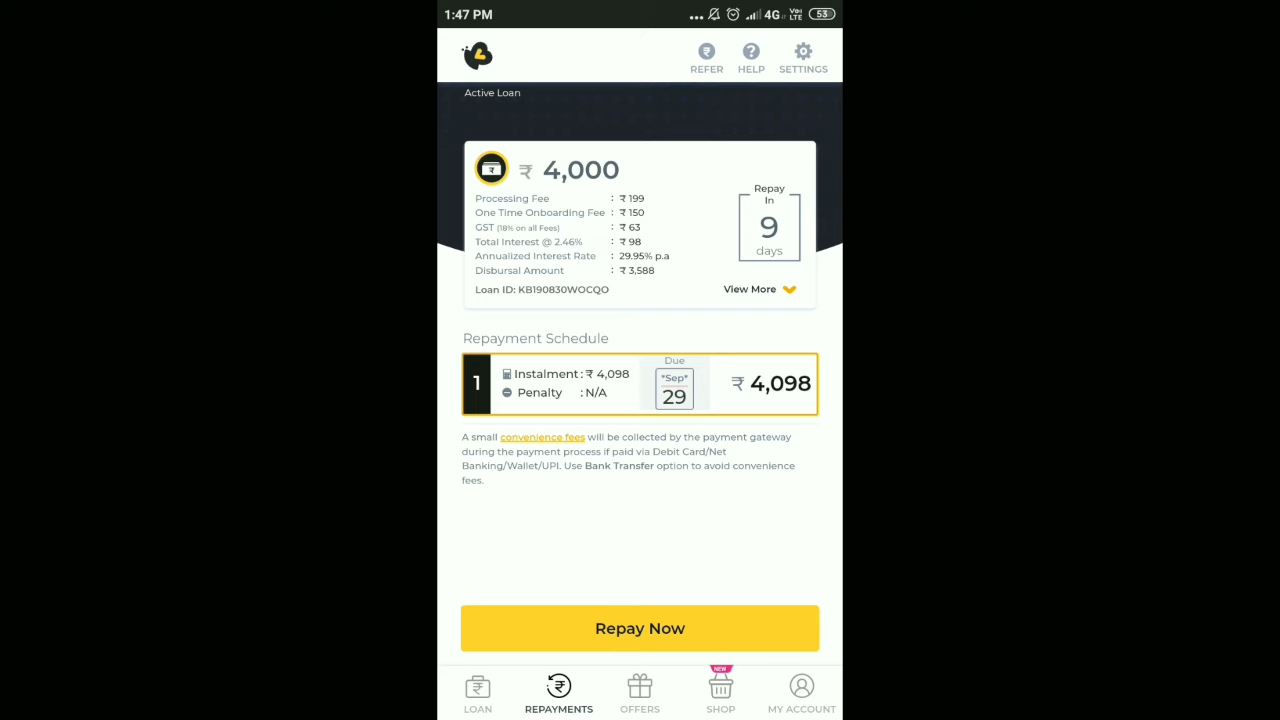 1:47 PM
... 4G Vo) LTE 53
REFER HELP SETTINGS
Active Loan
₹ 4,000
Processing Fee : ₹ 199
One Time Onboarding Fee : ₹ 150
GST (18% on all Fees) : ₹ 63
Total Interest @ 2.46% : ₹ 98
Annualized Interest Rate : 29.95% p.a
Disbursal Amount : ₹ 3,588
Loan ID: KB190830WOCQO
Repay
In
9
days
View More
Repayment Schedule
1
Instalment : ₹ 4,098
Penalty : N/A
Due
*Sep*
29
₹ 4,098
A small convenience fees will be collected by the payment gateway
during the payment process if paid via Debit Card/Net
Banking/Wallet/UPI. Use Bank Transfer option to avoid convenience
fees.
Repay Now
NEW
LOAN REPAYMENTS OFFERS SHOP MY ACCOUNT